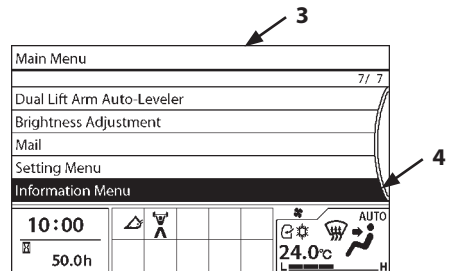 3
Main Menu
7/ 7
Dual Lift Arm Auto-Leveler
Brightness Adjustment
Mail
4
Setting Menu
Information Menu
10:00
AUTO
24.0°C
50.0h
L H